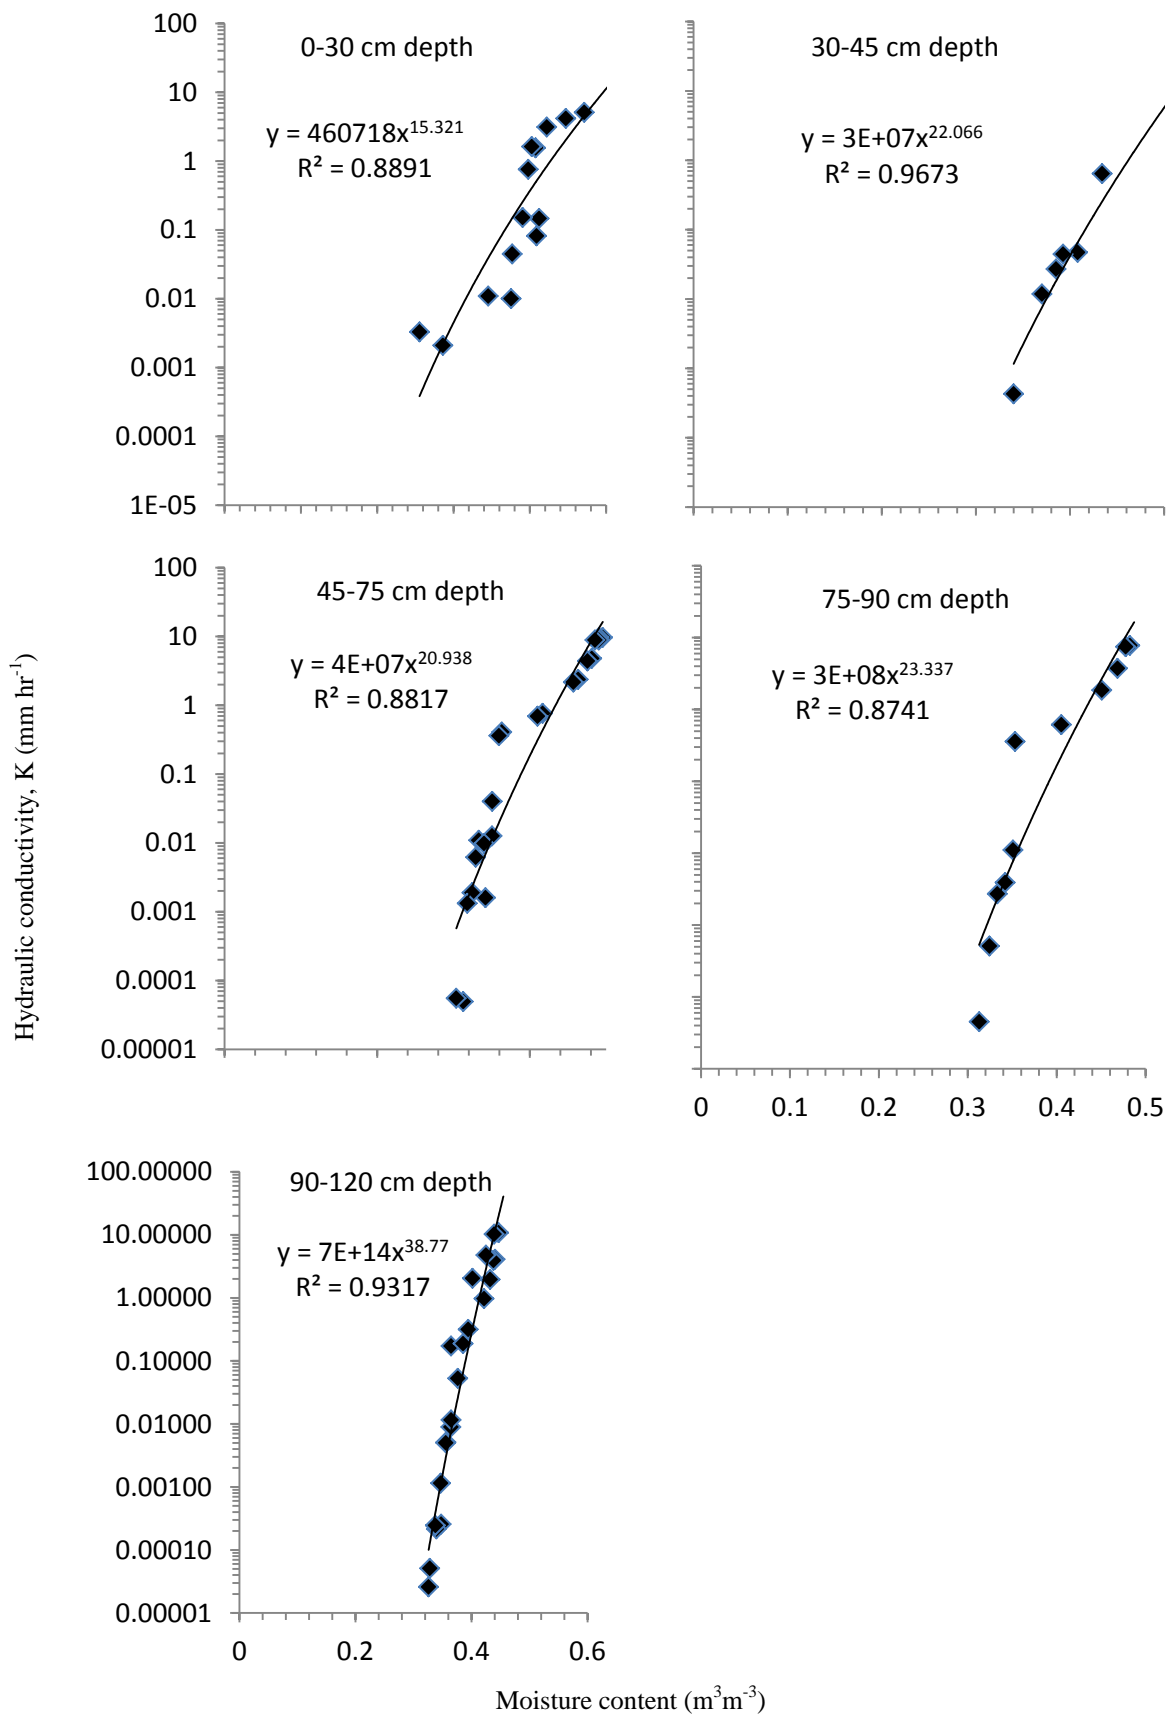 0-30 cm depth
y = 460718x^15.321
R² = 0.8891
100
10
1
0.1
0.01
0.001
0.0001
1E-05
30-45 cm depth
y = 3E+07x^22.066
R² = 0.9673
45-75 cm depth
y = 4E+07x^20.938
R² = 0.8817
100
10
1
0.1
0.01
0.001
0.0001
0.00001
75-90 cm depth
y = 3E+08x^23.337
R² = 0.8741
0 0.1 0.2 0.3 0.4 0.5
Hydraulic conductivity, K (mm hr^-1)
90-120 cm depth
y = 7E+14x^38.77
R² = 0.9317
100.00000
10.00000
1.00000
0.10000
0.01000
0.00100
0.00010
0.00001
0 0.2 0.4 0.6
Moisture content (m^3m^-3)